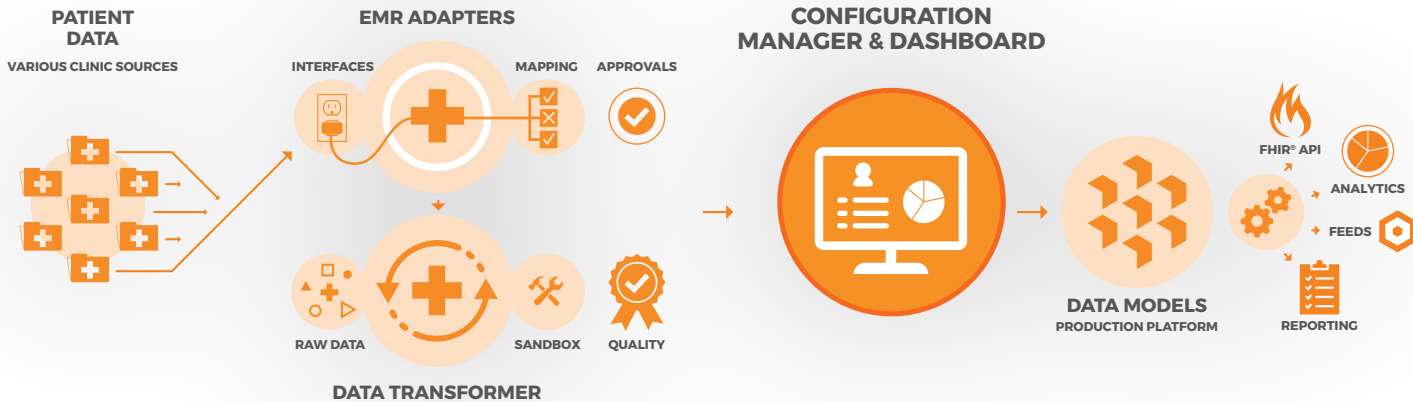 PATIENT
DATA
VARIOUS CLINIC SOURCES
EMR ADAPTERS
INTERFACES
MAPPING
APPROVALS
RAW DATA
SANDBOX
QUALITY
DATA TRANSFORMER
CONFIGURATION
MANAGER & DASHBOARD
DATA MODELS
PRODUCTION PLATFORM
FHIR® API
ANALYTICS
FEEDS
REPORTING